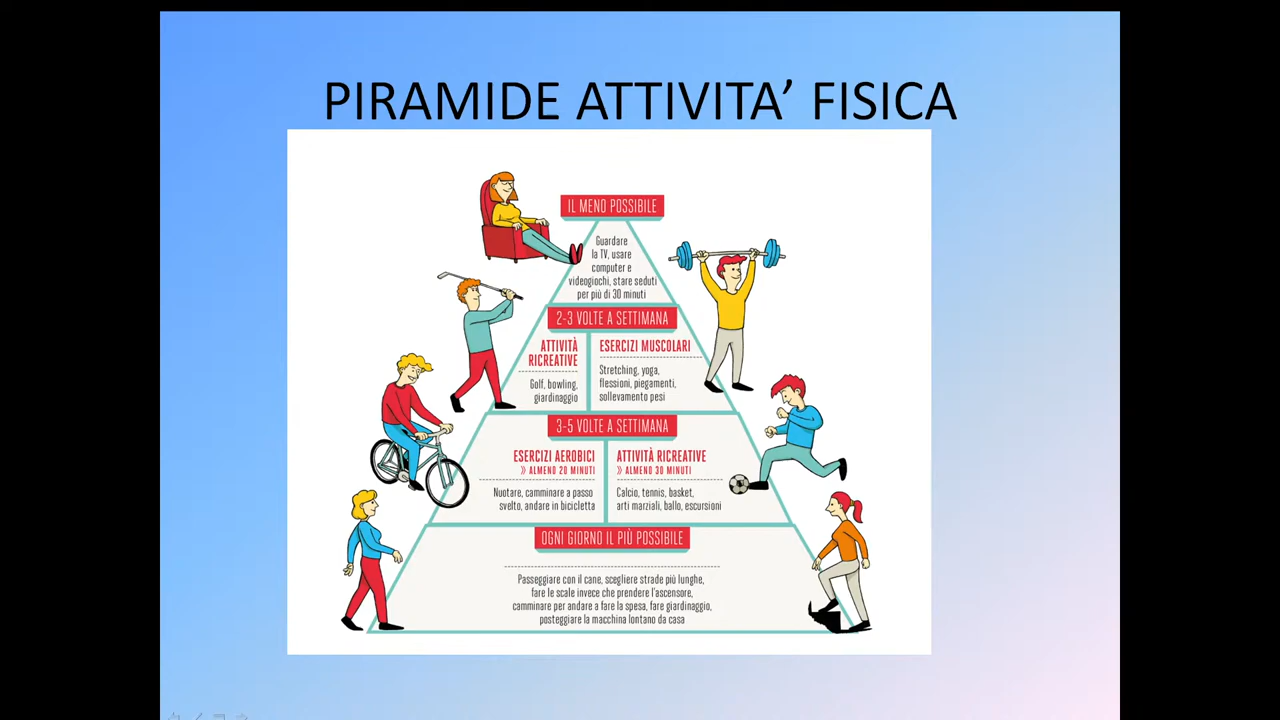 PIRAMIDE ATTIVITA’ FISICA
IL MENO POSSIBILE
Guardare
la TV, usare
computer e
videogiochi, stare seduti
per più di 30 minuti
2-3 VOLTE A SETTIMANA
ATTIVITÀ
RICREATIVE
Golf, bowling,
giardinaggio
ESERCIZI MUSCOLARI
Stretching, yoga,
flessioni, piegamenti,
sollevamento pesi
3-5 VOLTE A SETTIMANA
ESERCIZI AEROBICI
» ALMENO 20 MINUTI
Nuotare, camminare a passo
svelto, andare in bicicletta
ATTIVITÀ RICREATIVE
» ALMENO 30 MINUTI
Calcio, tennis, basket,
arti marziali, ballo, escursioni
OGNI GIORNO IL PIÙ POSSIBILE
Passeggiare con il cane, scegliere strade più lunghe,
fare le scale invece che prendere l'ascensore,
camminare per andare a fare la spesa, fare giardinaggio,
posteggiare la macchina lontano da casa